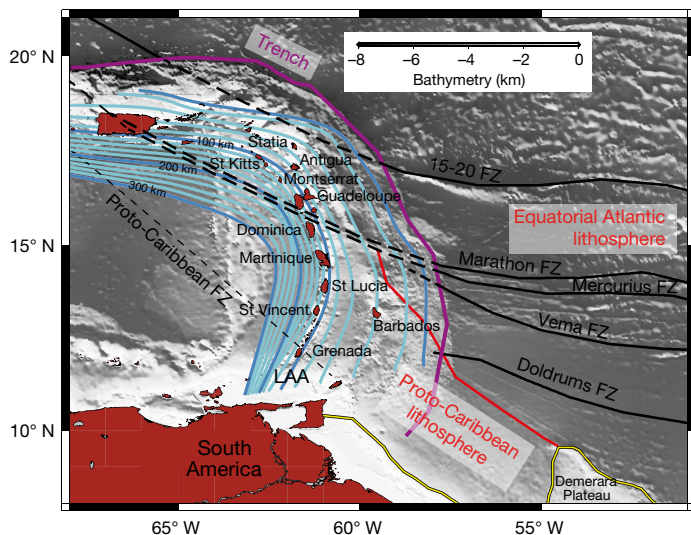 20° N
15° N
10° N
65° W
60° W
55° W
Trench
–8
–6
–4
–2
0
Bathymetry (km)
15-20 FZ
Equatorial Atlantic
lithosphere
Marathon FZ
Mercurius FZ
Vema FZ
Doldrums FZ
100 km
200 km
300 km
Statia
St Kitts
Antigua
Montserrat
Guadeloupe
Dominica
Martinique
St Lucia
St Vincent
Barbados
Grenada
LAA
Proto-Caribbean FZ
Proto-Caribbean
lithosphere
South
America
Demerara
Plateau